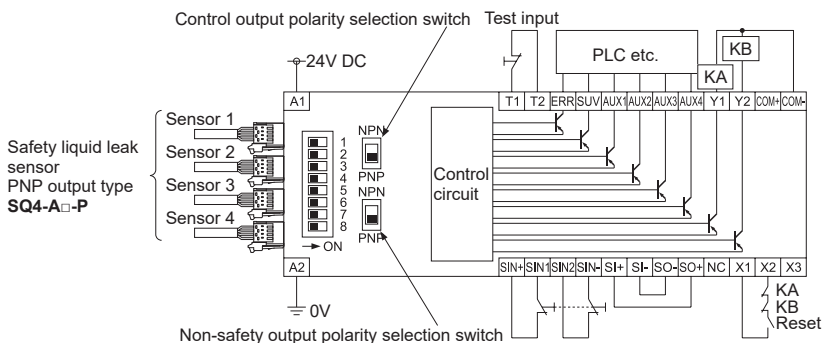 Control output polarity selection switch
Test input
24V DC
PLC etc.
KB
KA
A1
T1 T2 ERR SUV AUX1 AUX2 AUX3 AUX4 Y1 Y2 COM+ COM-
Safety liquid leak
sensor
PNP output type
SQ4-A□-P
Sensor 1
Sensor 2
Sensor 3
Sensor 4
1
2
3
4
5
6
7
8
→ ON
NPN
PNP
NPN
PNP
Control
circuit
A2
SIN+ SIN1 SIN2 SIN- SI+ SI- SO- SO+ NC X1 X2 X3
0V
KA
KB
Reset
Non-safety output polarity selection switch